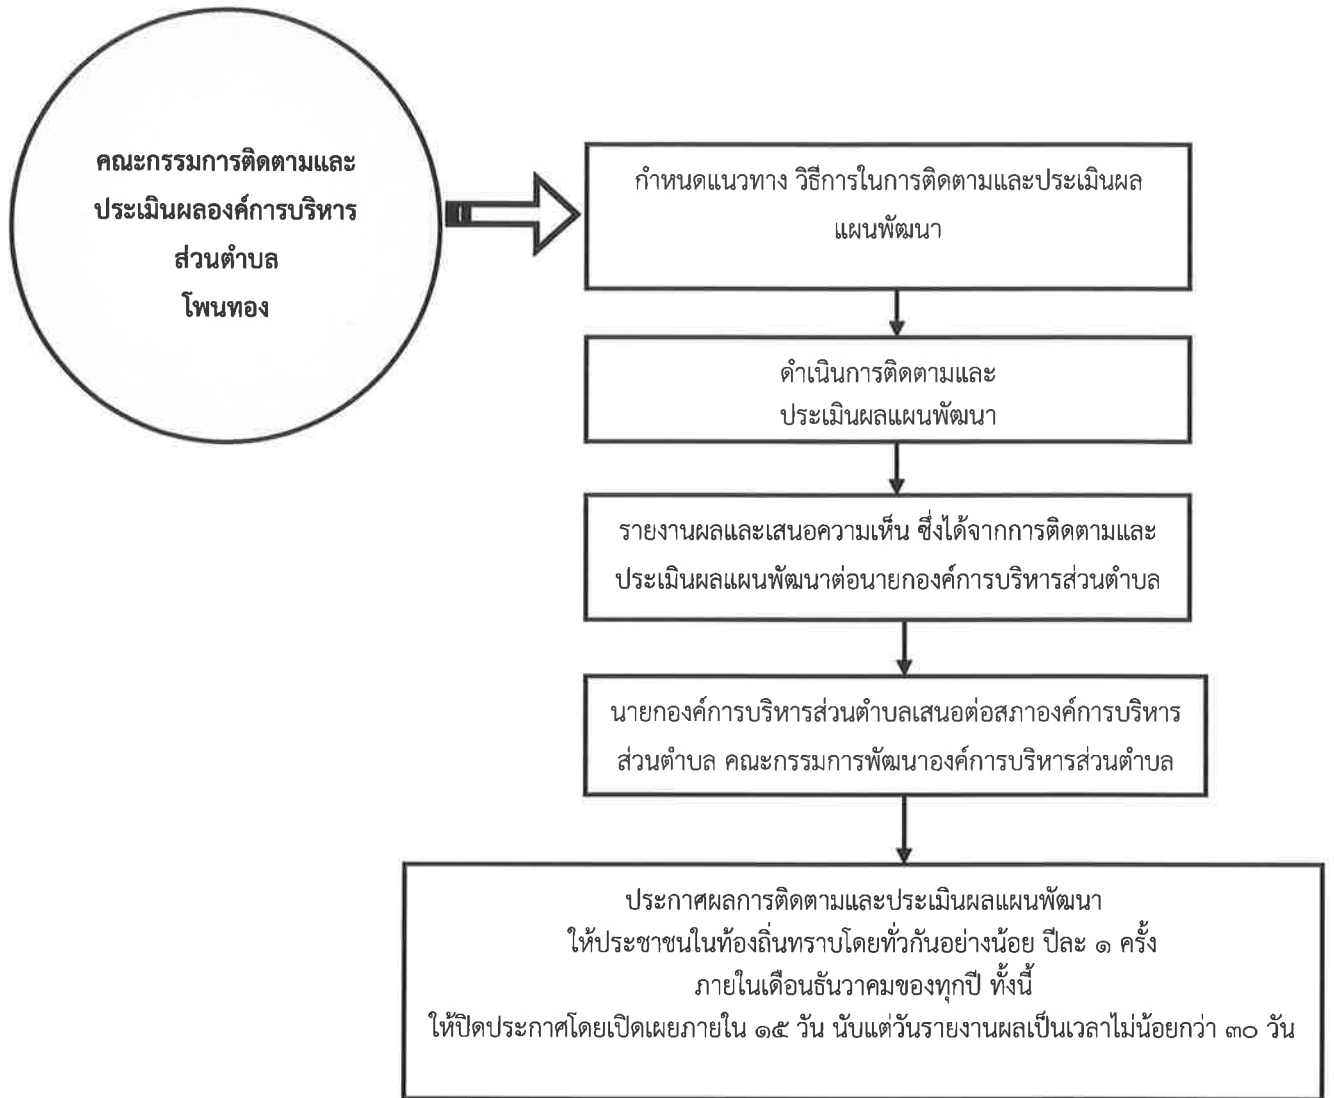 คณะกรรมการติดตามและ
ประเมินผลองค์การบริหาร
ส่วนตำบล
โพนทอง
กำหนดแนวทาง วิธีการในการติดตามและประเมินผล
แผนพัฒนา
ดำเนินการติดตามและ
ประเมินผลแผนพัฒนา
รายงานผลและเสนอความเห็น ซึ่งได้จากการติดตามและ
ประเมินผลแผนพัฒนาต่อนายกองค์การบริหารส่วนตำบล
นายกองค์การบริหารส่วนตำบลเสนอต่อสภาองค์การบริหาร
ส่วนตำบล คณะกรรมการพัฒนาองค์การบริหารส่วนตำบล
ประกาศผลการติดตามและประเมินผลแผนพัฒนา
ให้ประชาชนในท้องถิ่นทราบโดยทั่วกันอย่างน้อย ปีละ ๑ ครั้ง
ภายในเดือนธันวาคมของทุกปี ทั้งนี้
ให้ปิดประกาศโดยเปิดเผยภายใน ๑๕ วัน นับแต่วันรายงานผลเป็นเวลาไม่น้อยกว่า ๓๐ วัน